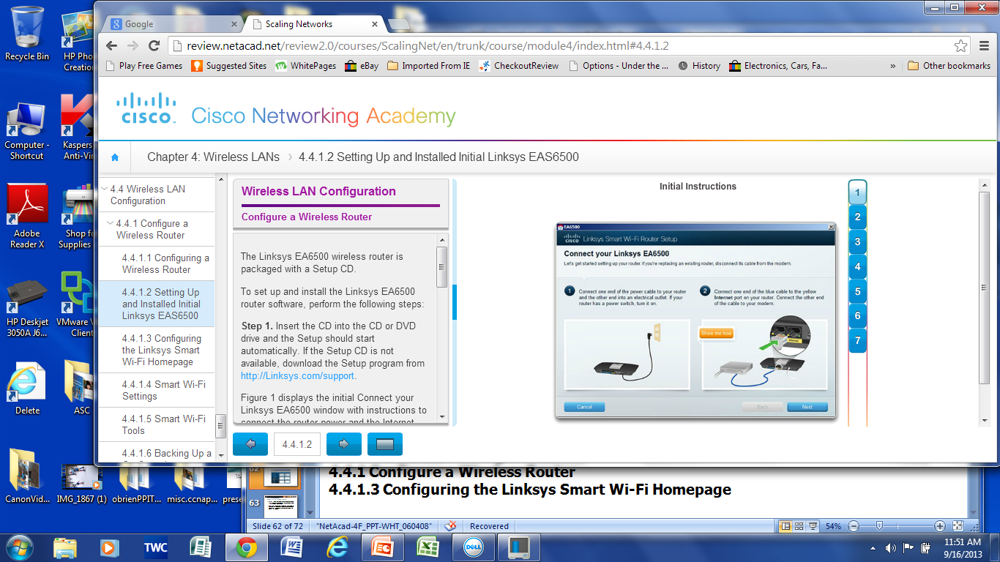 Recycle Bin
HP Pho
Creation
Computer -
Shortcut
Kaspers
Anti-Vir
Adobe
Reader X
Shop fo
Supplies
HP Deskjet
3050A J6...
VMware V
Client
Delete
ASC
CanonVid...
IMG_1867 (1)
obrienPPIT...
misc.ccnap...
prese
Google
Scaling Networks
review.netacad.net/review2.0/courses/ScalingNet/en/trunk/course/module4/index.html#4.4.1.2
Play Free Games
Suggested Sites
WhitePages
eBay
Imported From IE
CheckoutReview
Options - Under the ...
History
Electronics, Cars, Fa...
»
Other bookmarks
CISCO
Cisco Networking Academy
Chapter 4: Wireless LANs
4.4.1.2 Setting Up and Installed Initial Linksys EAS6500
4.4 Wireless LAN
Configuration
4.4.1 Configure a
Wireless Router
4.4.1.1 Configuring a
Wireless Router
4.4.1.2 Setting Up
and Installed Initial
Linksys EAS6500
4.4.1.3 Configuring
the Linksys Smart
Wi-Fi Homepage
4.4.1.4 Smart Wi-Fi
Settings
4.4.1.5 Smart Wi-Fi
Tools
4.4.1.6 Backing Up a
Wireless LAN Configuration
Configure a Wireless Router
The Linksys EA6500 wireless router is
packaged with a Setup CD.
To set up and install the Linksys EA6500
router software, perform the following steps:
Step 1. Insert the CD into the CD or DVD
drive and the Setup should start
automatically. If the Setup CD is not
available, download the Setup program from
http://Linksys.com/support.
Figure 1 displays the initial Connect your
Linksys EA6500 window with instructions to
connect the router power and the Internet
4.4.1.2
Initial Instructions
EA6500
CISCO
Linksys Smart Wi-Fi Router Setup
Connect your Linksys EA6500
Let's get started setting up your router. If you're replacing an existing router, disconnect its cable from the modem.
1
Connect one end of the power cable to your router
and the other end into an electrical outlet. If your
router has a power switch, turn it on.
2
Connect one end of the blue cable to the yellow
Internet port on your router. Connect the other end
of the cable to your modem.
Show me how
Cancel
Back
Next
1
2
3
4
5
6
7
62
63
4.4.1 Configure a Wireless Router
4.4.1.3 Configuring the Linksys Smart Wi-Fi Homepage
Slide 62 of 72
"NetAcad-4F_PPT-WHT_060408"
Recovered
54%
TWC
DELL
11:51 AM
9/16/2013